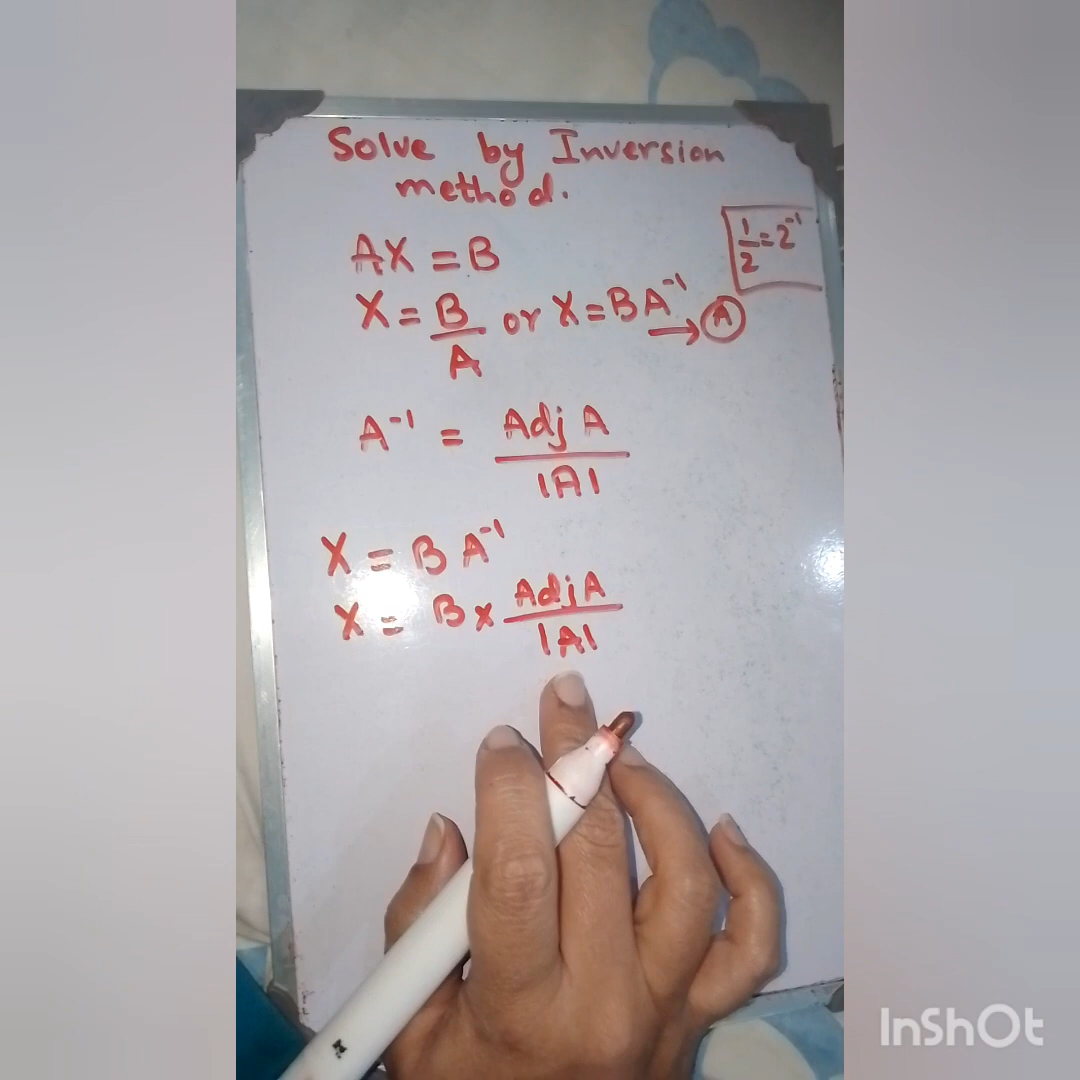 Solve by Inversion
method.
1/2 = 2⁻¹
AX = B
X = B/A or X = BA⁻¹ → A
A⁻¹ = Adj A / |A|
X = B A⁻¹
X = B x Adj A / |A|
InShOt